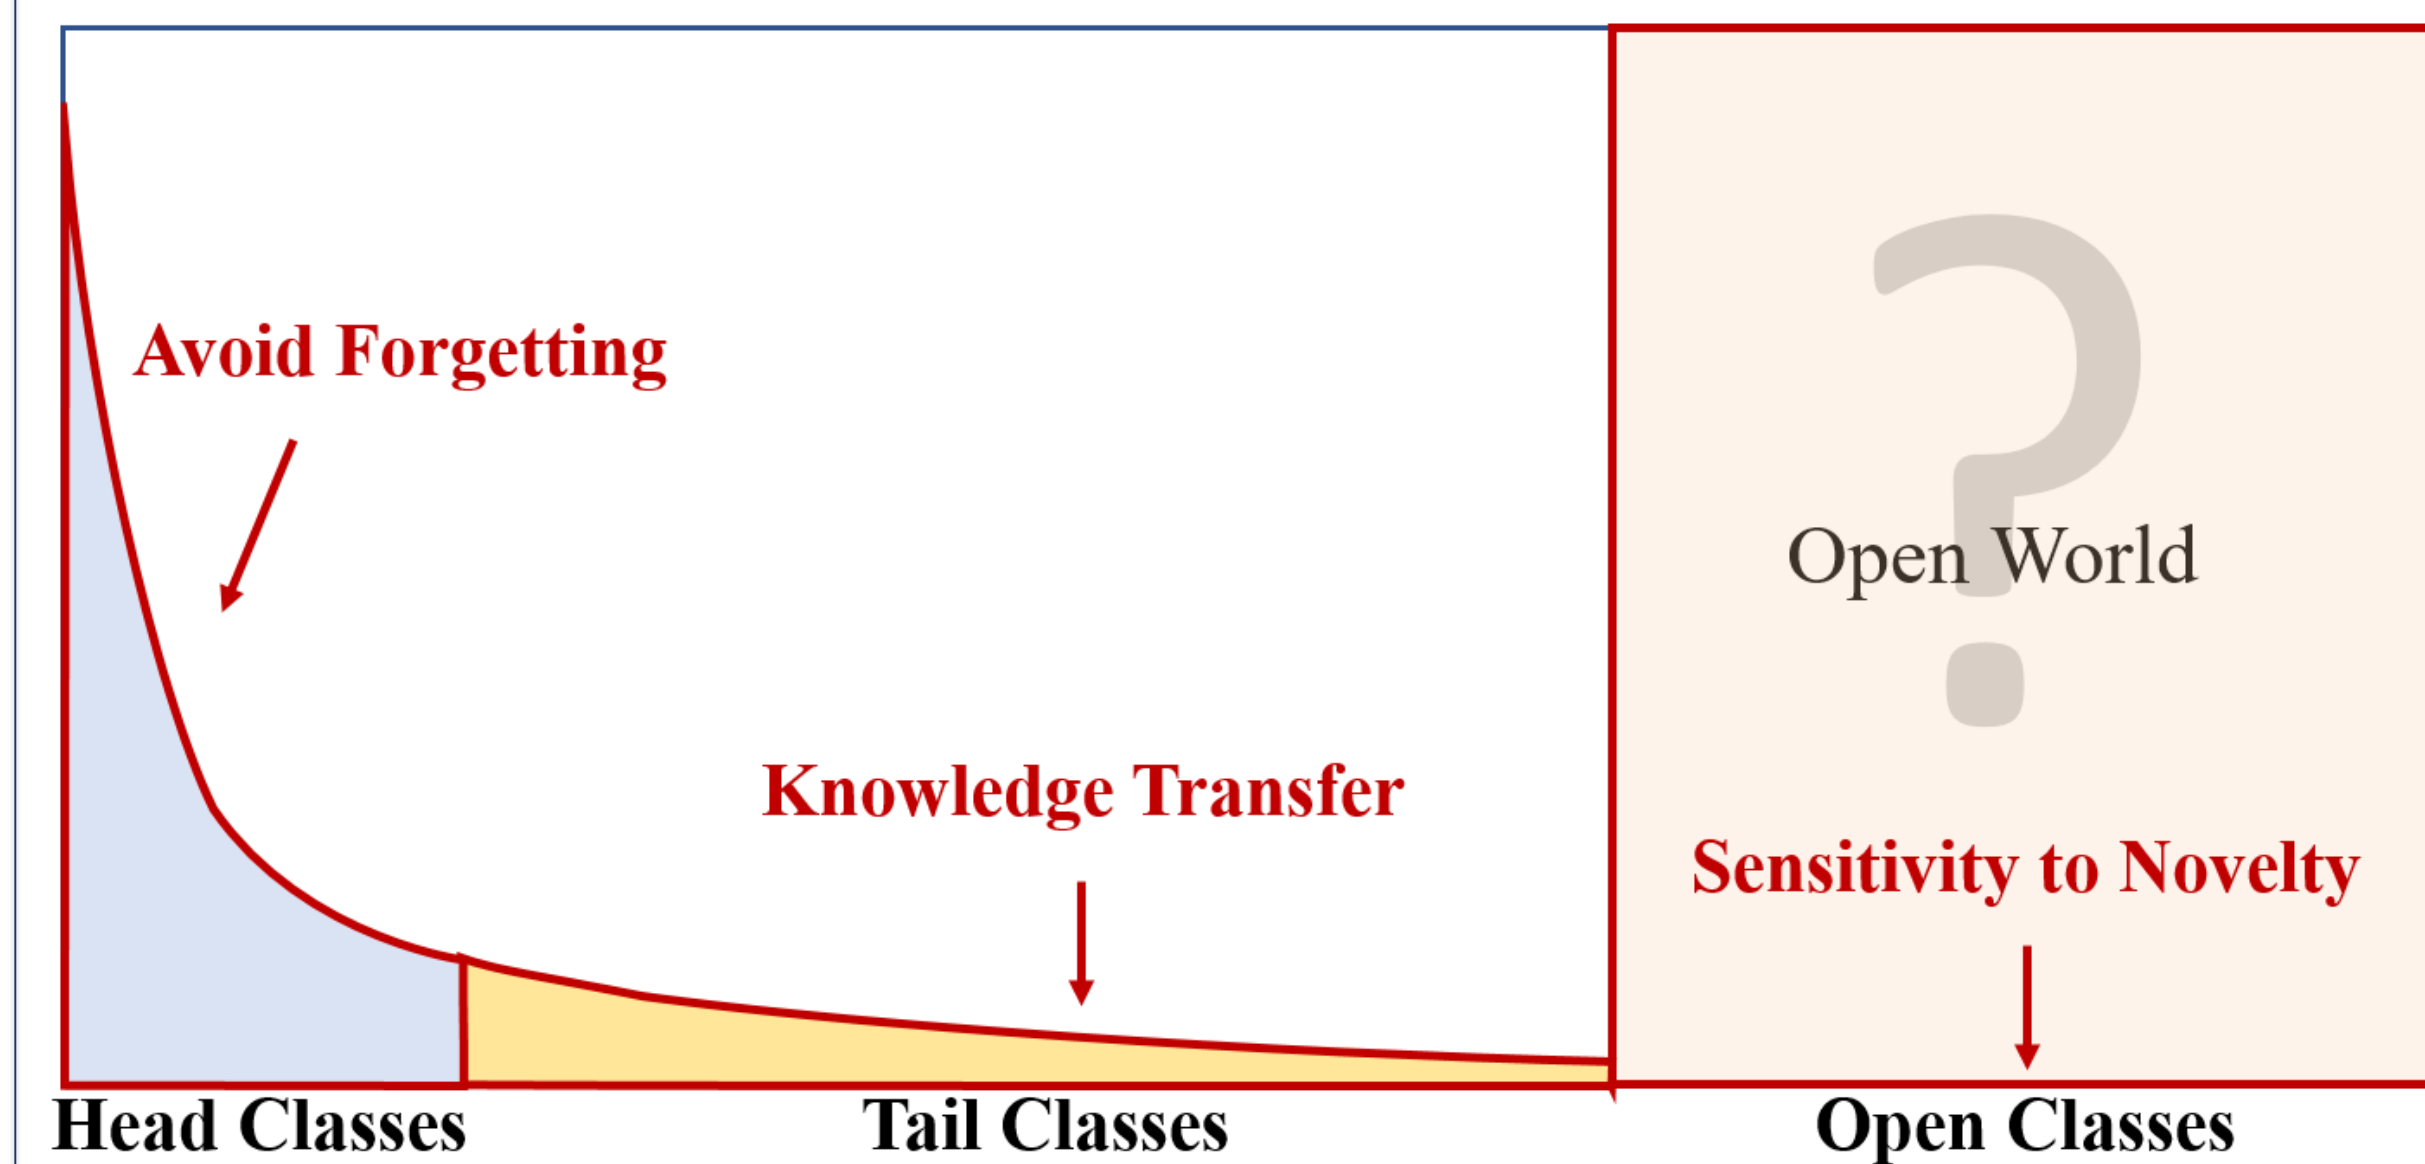 Avoid Forgetting
Open World
Knowledge Transfer
Sensitivity to Novelty
Head Classes
Tail Classes
Open Classes